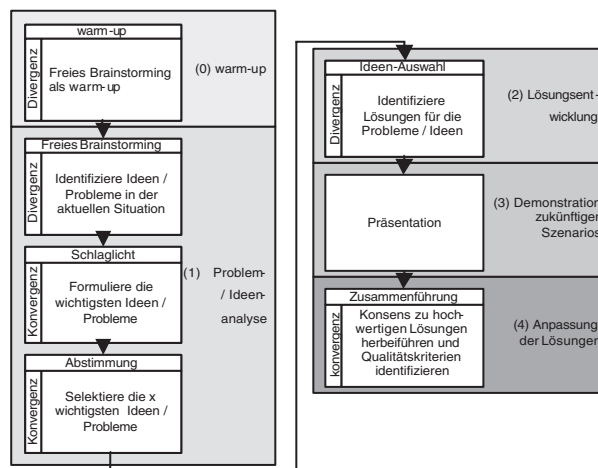 warm-up
Divergenz
Freies Brainstorming
als warm-up
(0) warm-up
Freies Brainstorming
Divergenz
Identifiziere Ideen /
Probleme in der
aktuellen Situation
Schlaglicht
Konvergenz
Formuliere die
wichtigsten Ideen /
Probleme
(1) Problem-
/ Ideen-
analyse
Abstimmung
Konvergenz
Selektiere die x
wichtigsten Ideen /
Probleme
Ideen-Auswahl
Divergenz
Identifiziere
Lösungen für die
Probleme / Ideen
(2) Lösungsent-
wicklung
Präsentation
(3) Demonstration
zukünftiger
Szenarios
Zusammenführung
konvergenz
Konsens zu hoch-
wertigen Lösungen
herbeiführen und
Qualitätskriterien
identifizieren
(4) Anpassung
der Lösungen